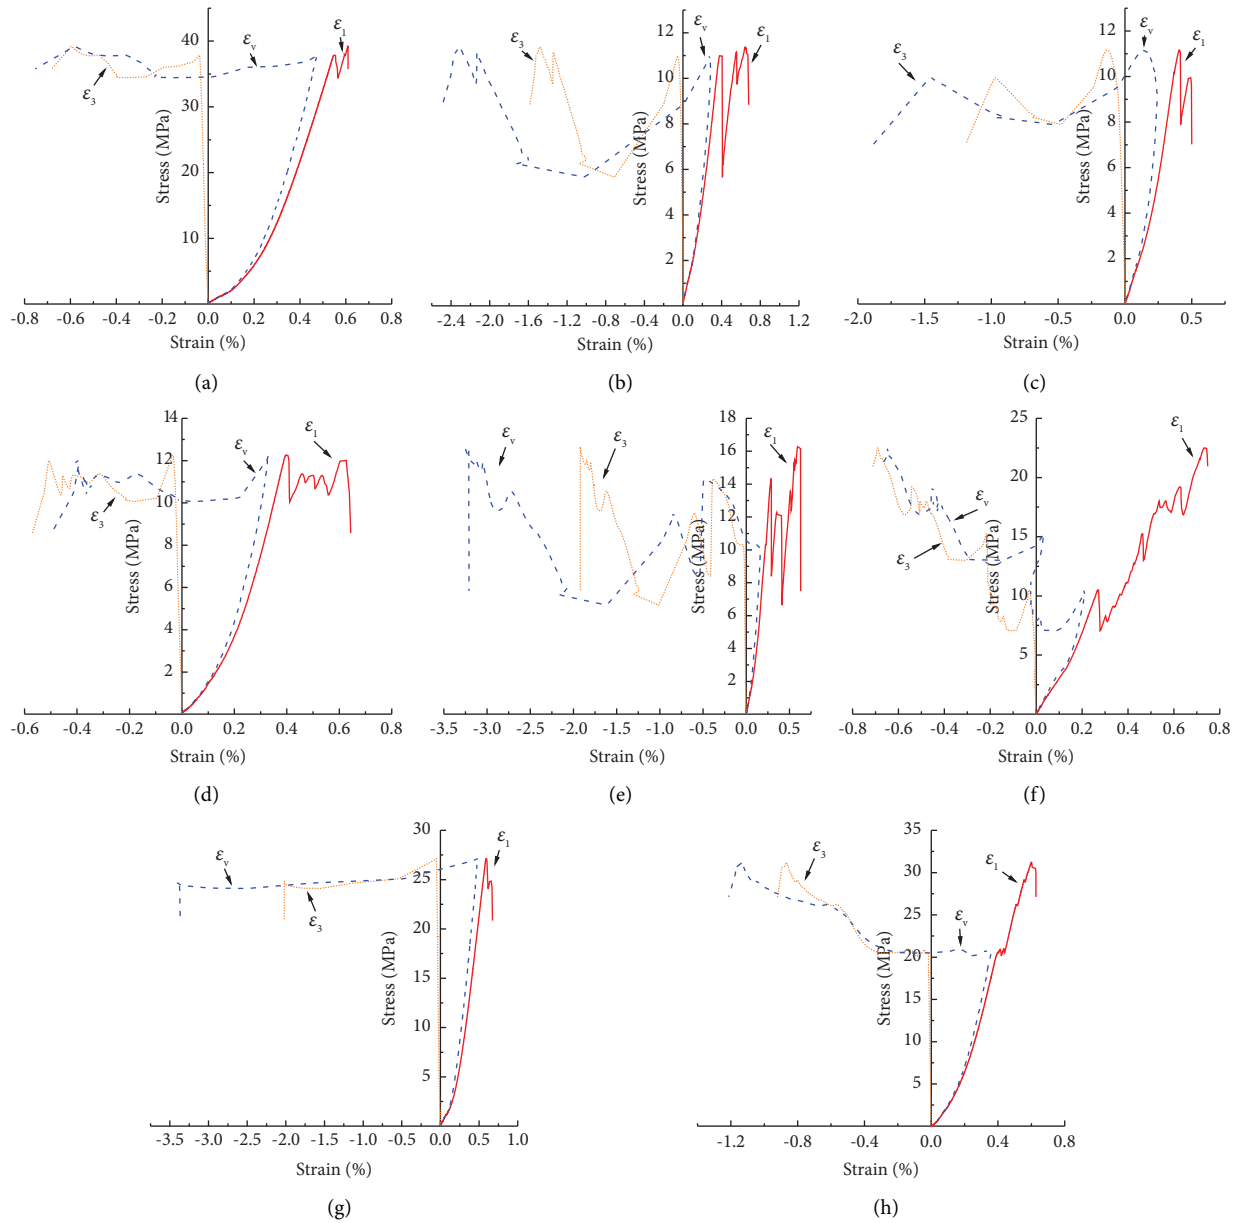 40
30
20
10
Stress (MPa)
εv
ε1
ε3
-0.8 -0.6 -0.4 -0.2 0.0 0.2 0.4 0.6 0.8
Strain (%)
(a)
12
10
8
6
4
2
Stress (MPa)
ε3
εv
ε1
-2.4 -2.0 -1.6 -1.2 -0.8 -0.4 0.0 0.4 0.8 1.2
Strain (%)
(b)
12
10
8
6
4
2
Stress (MPa)
ε3
εv
ε1
-2.0 -1.5 -1.0 -0.5 0.0 0.5
Strain (%)
(c)
14
12
10
8
6
4
2
Stress (MPa)
εv
ε1
ε3
-0.6 -0.4 -0.2 0.0 0.2 0.4 0.6 0.8
Strain (%)
(d)
18
16
14
12
10
8
6
4
2
Stress (MPa)
εv
ε3
ε1
-3.5 -3.0 -2.5 -2.0 -1.5 -1.0 -0.5 0.0 0.5
Strain (%)
(e)
25
20
15
10
5
Stress (MPa)
ε1
εv
ε3
-0.8 -0.6 -0.4 -0.2 0.0 0.2 0.4 0.6 0.8
Strain (%)
(f)
30
25
20
15
10
5
Stress (MPa)
εv
ε3
ε1
-3.5 -3.0 -2.5 -2.0 -1.5 -1.0 -0.5 0.0 0.5 1.0
Strain (%)
(g)
35
30
25
20
15
10
5
Stress (MPa)
ε3
ε1
εv
-1.2 -0.8 -0.4 0.0 0.4 0.8
Strain (%)
(h)